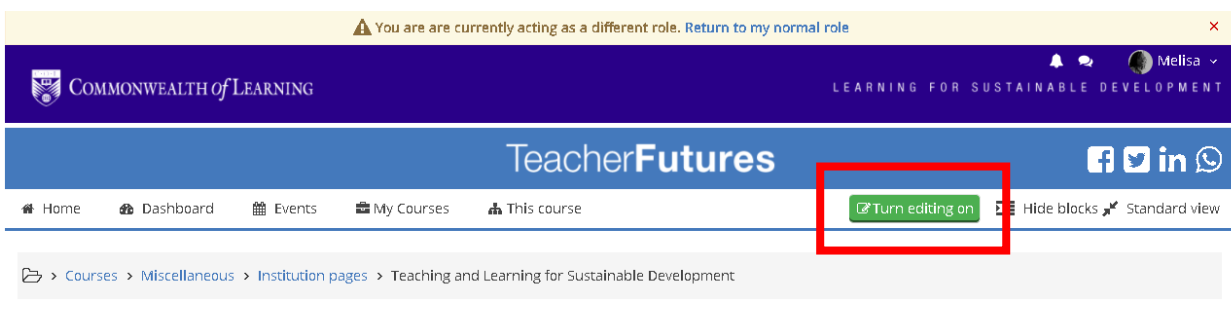 You are are currently acting as a different role. Return to my normal role
Melisa
COMMONWEALTH of LEARNING
LEARNING FOR SUSTAINABLE DEVELOPMENT
TeacherFutures
Home Dashboard Events My Courses This course Turn editing on Hide blocks Standard view
> Courses > Miscellaneous > Institution pages > Teaching and Learning for Sustainable Development